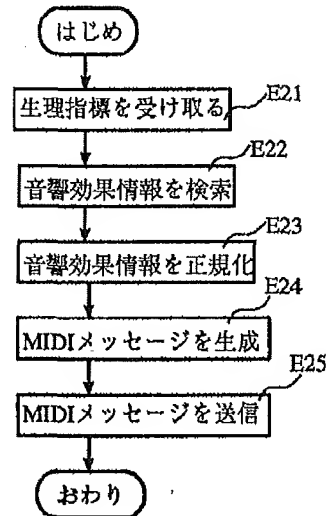 はじめ
生理指標を受け取る
E21
音響効果情報を検索
E22
音響効果情報を正規化
E23
MIDIメッセージを生成
E24
MIDIメッセージを送信
E25
おわり